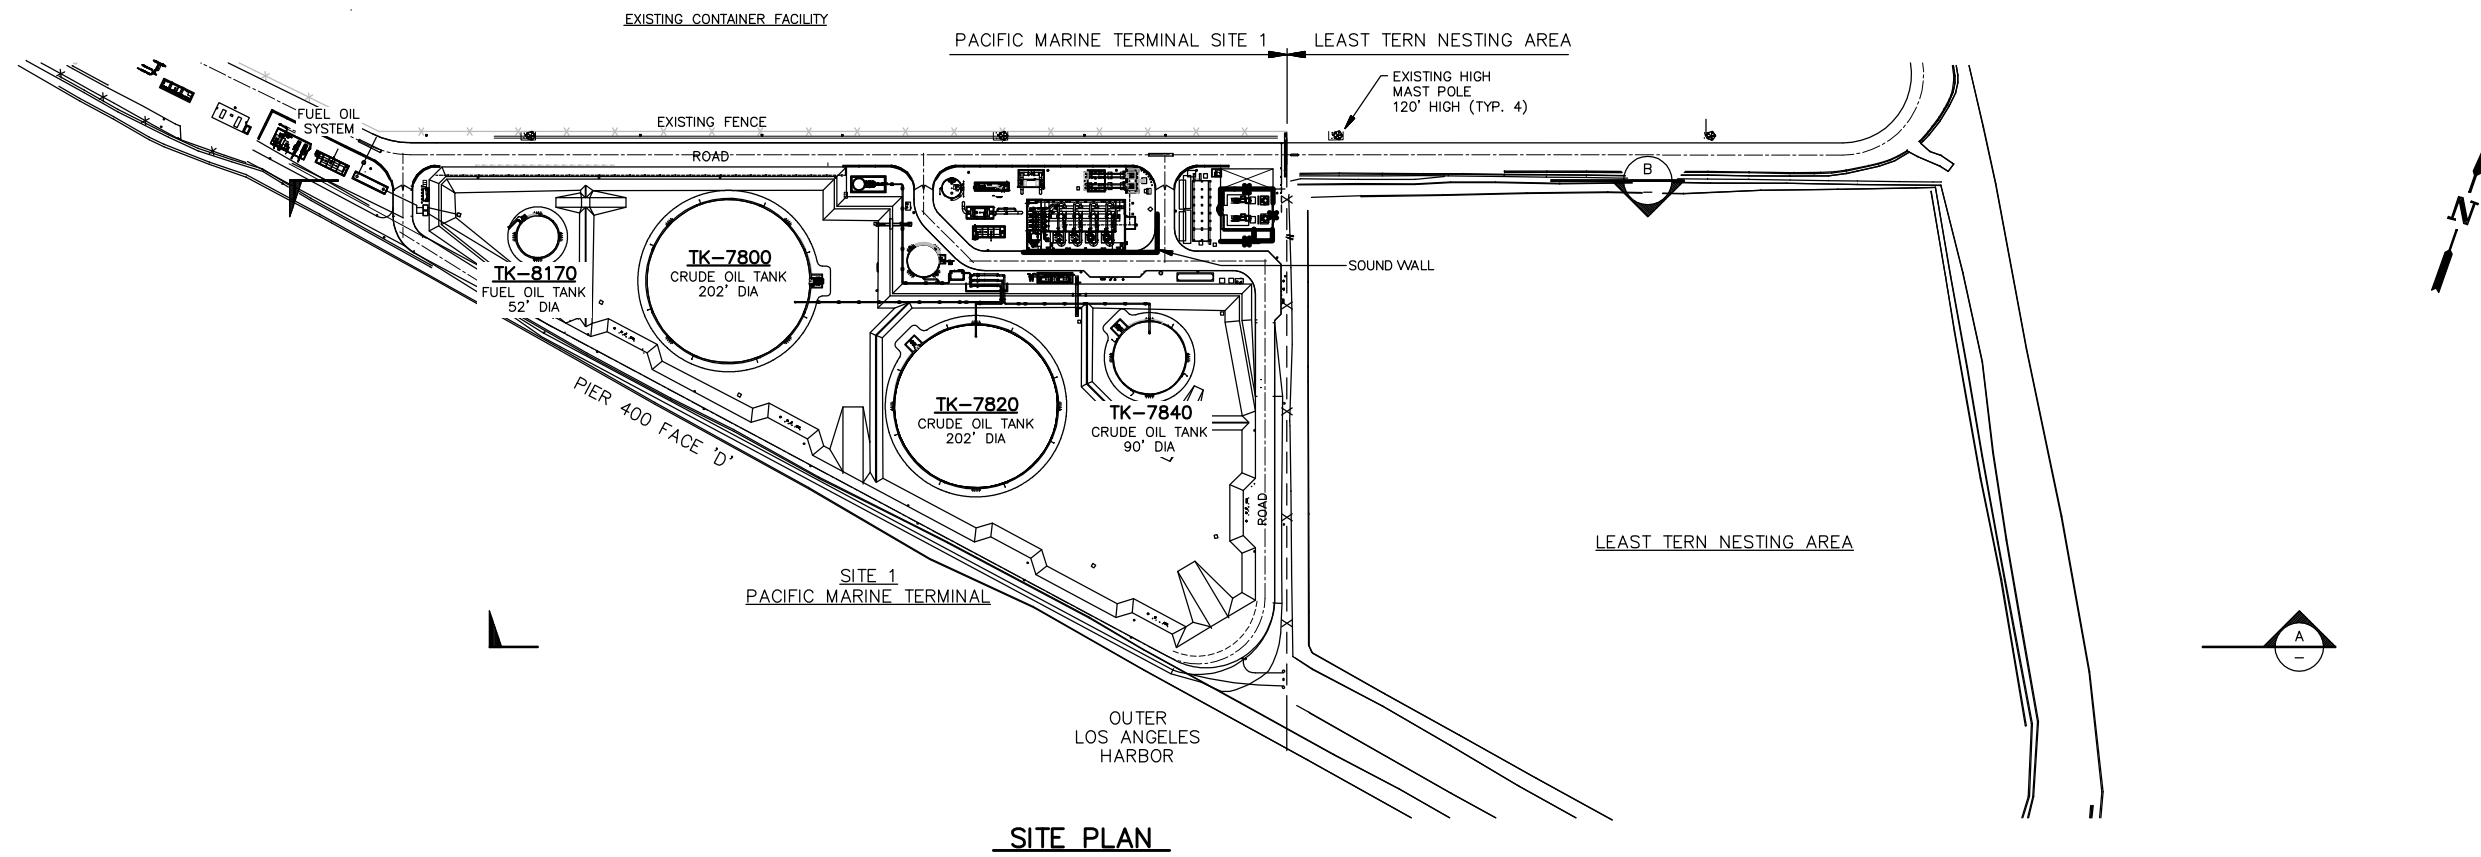 EXISTING CONTAINER FACILITY
PACIFIC MARINE TERMINAL SITE 1
LEAST TERN NESTING AREA
EXISTING HIGH
MAST POLE
120' HIGH (TYP. 4)
FUEL OIL
SYSTEM
EXISTING FENCE
ROAD
B
N
TK-7800
CRUDE OIL TANK
202' DIA
TK-8170
FUEL OIL TANK
52' DIA
SOUND WALL
TK-7820
CRUDE OIL TANK
202' DIA
TK-7840
CRUDE OIL TANK
90' DIA
PIER 400 FACE 'D'
ROAD
LEAST TERN NESTING AREA
SITE 1
PACIFIC MARINE TERMINAL
A
OUTER
LOS ANGELES
HARBOR
SITE PLAN